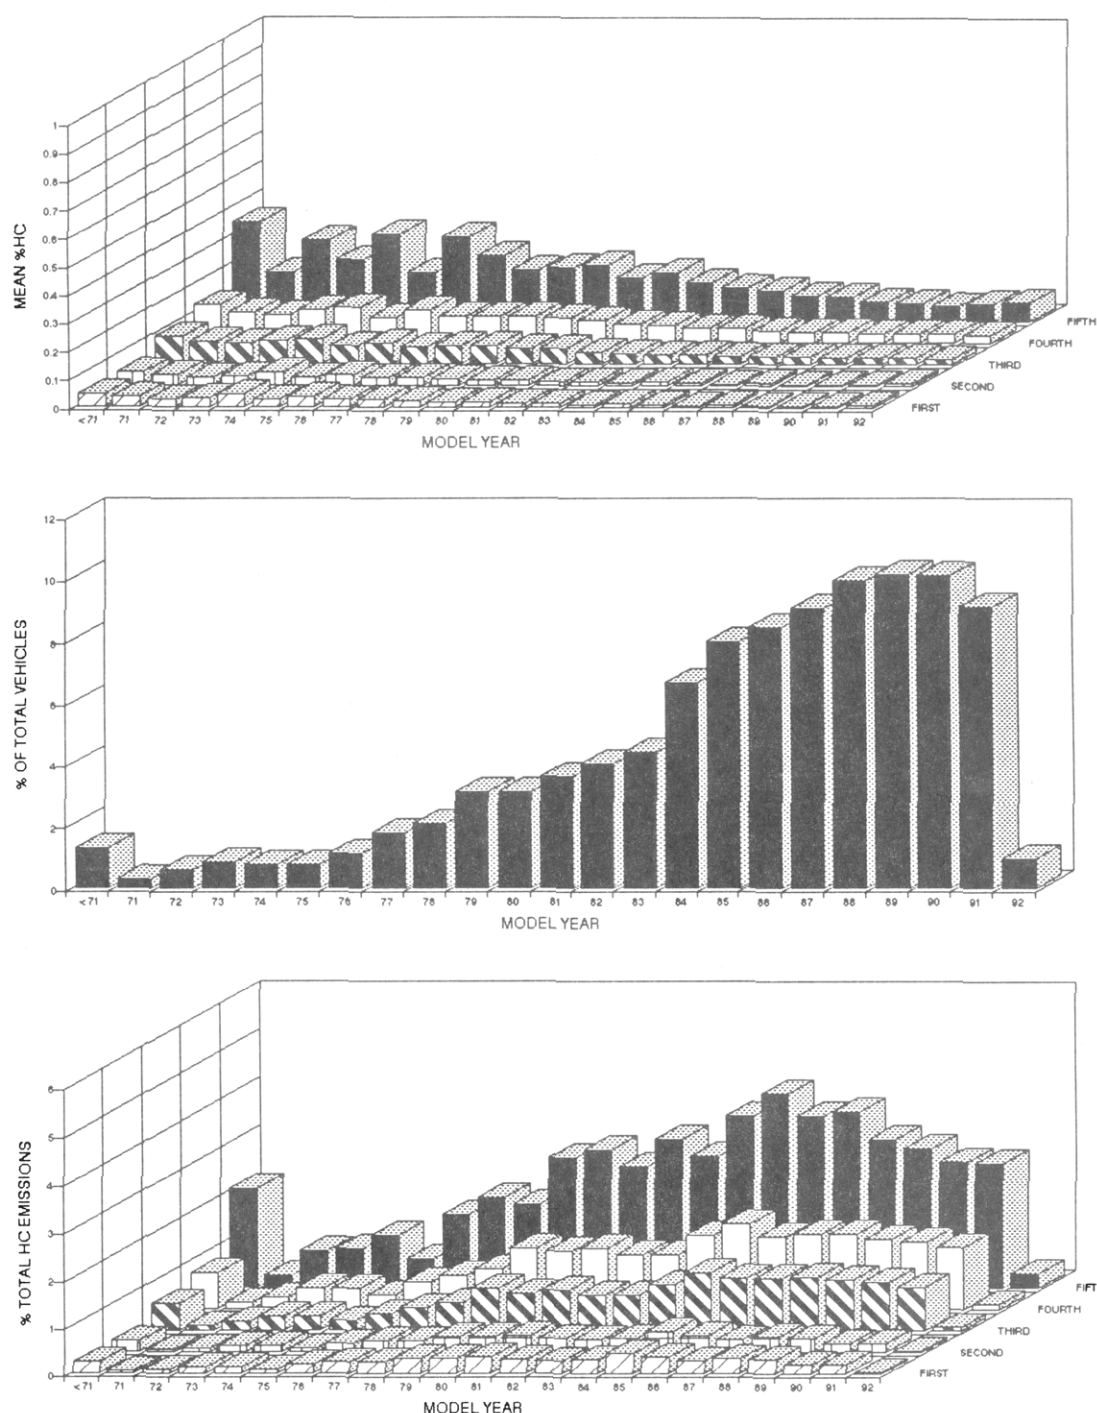 1
0.9
0.8
0.7
0.6
0.5
0.4
0.3
0.2
0.1
0
MEAN %HC
<71 71 72 73 74 75 76 77 78 79 80 81 82 83 84 85 86 87 88 89 90 91 92
MODEL YEAR
FIFTH
FOURTH
THIRD
SECOND
FIRST
12
10
8
6
4
2
0
% OF TOTAL VEHICLES
<71 71 72 73 74 75 76 77 78 79 80 81 82 83 84 85 86 87 88 89 90 91 92
MODEL YEAR
6
5
4
3
2
1
0
% TOTAL HC EMISSIONS
<71 71 72 73 74 75 76 77 78 79 80 81 82 83 84 85 86 87 88 89 90 91 92
MODEL YEAR
FIFT
FOURTH
THIRD
SECOND
FIRST